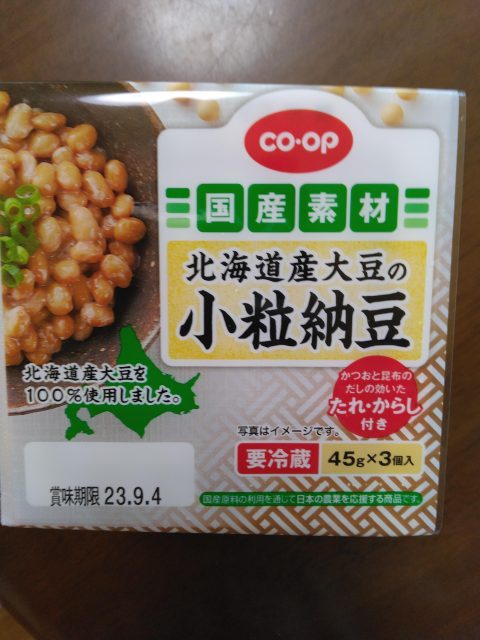 co·op
国産素材
北海道産大豆の
小粒納豆
北海道産大豆を
100%使用しました。
かつおと昆布の
だしの効いた
たれ・からし
付き
写真はイメージです。
要冷蔵 45g×3個入
賞味期限 23.9.4
国産原料の利用を通じて日本の農業を応援する商品です。